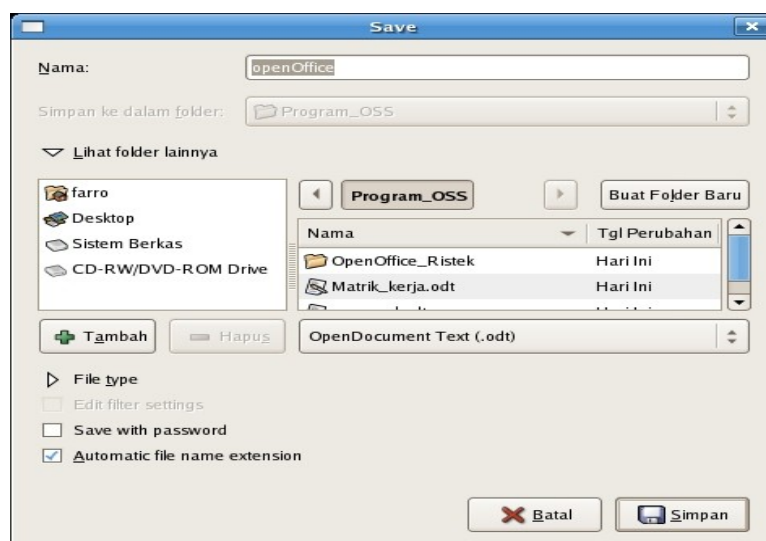 Save
Nama: openOffice
Simpan ke dalam folder: Program_OSS
Lihat folder lainnya
farro
Desktop
Sistem Berkas
CD-RW/DVD-ROM Drive
Program_OSS Buat Folder Baru
Nama Tgl Perubahan
OpenOffice_Ristek Hari Ini
Matrik_kerja.odt Hari Ini
Tambah Hapus OpenDocument Text (.odt)
File type
Edit filter settings
Save with password
Automatic file name extension
Batal Simpan